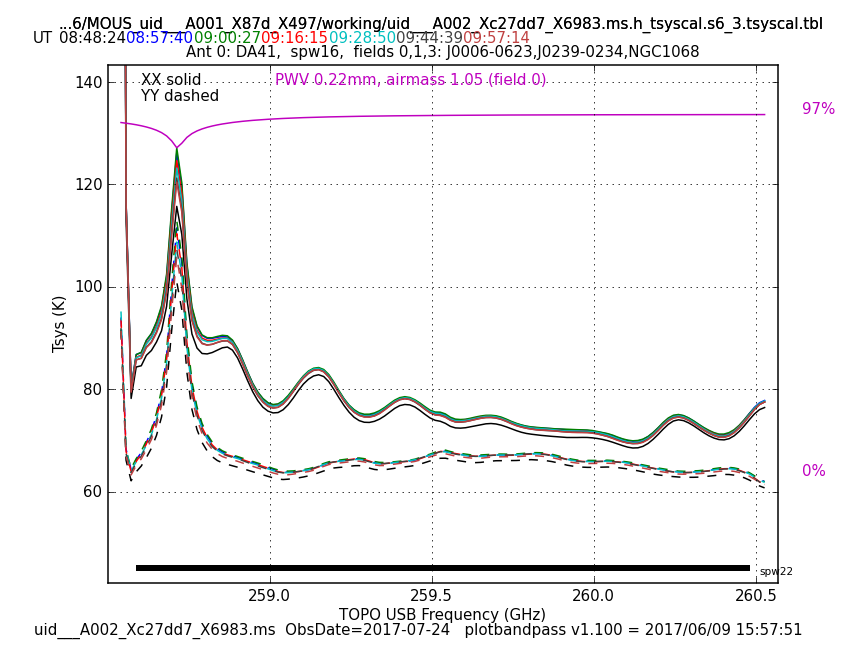 ...6/MOUS_uid___A001_X87d_X497/working/uid___A002_Xc27dd7_X6983.ms.h_tsyscal.s6_3.tsyscal.tbl
UT 08:48:24 08:57:40 09:00:27 09:16:15 09:28:50 09:44:39 09:57:14
Ant 0: DA41, spw16, fields 0,1,3: J0006-0623,J0239-0234,NGC1068
XX solid
YY dashed
PWV 0.22mm, airmass 1.05 (field 0)
97%
0%
140
120
100
80
60
Tsys (K)
spw22
259.0 259.5 260.0 260.5
TOPO USB Frequency (GHz)
uid___A002_Xc27dd7_X6983.ms ObsDate=2017-07-24 plotbandpass v1.100 = 2017/06/09 15:57:51